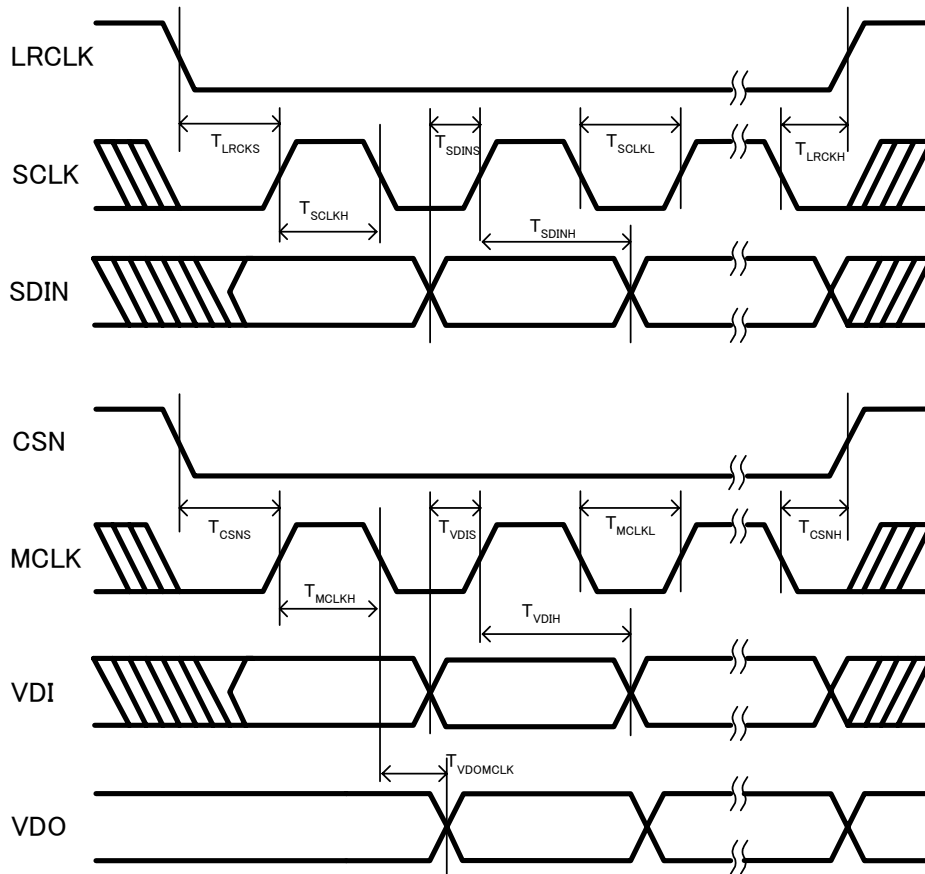 LRCLK
T_LRCKS
T_SDINS
T_SCLKL
T_LRCKH
SCLK
T_SCLKH
T_SDINH
SDIN
CSN
T_CSNS
T_VDIS
T_MCLKL
T_CSNH
MCLK
T_MCLKH
T_VDIH
VDI
T_VDOMCLK
VDO